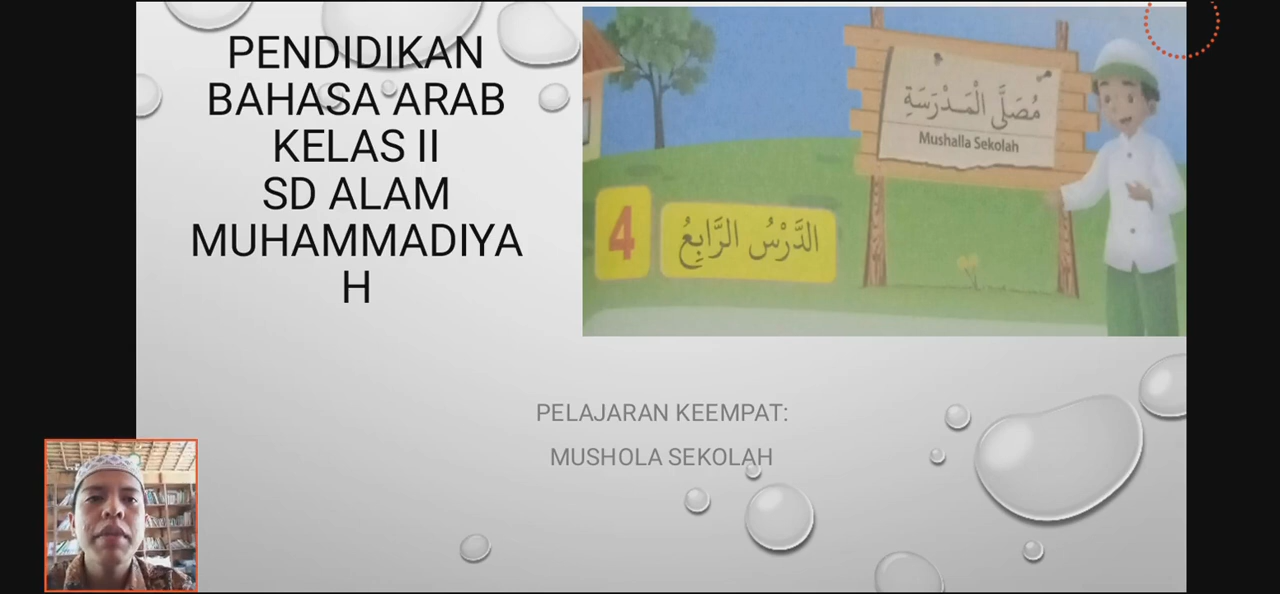 PENDIDIKAN
BAHASA ARAB
KELAS II
SD ALAM
MUHAMMADIYA
H
مُصَلَّى الْمَدْرَسَةِ
Mushalla Sekolah
4
الدَّرْسُ الرَّابِعُ
PELAJARAN KEEMPAT:
MUSHOLA SEKOLAH